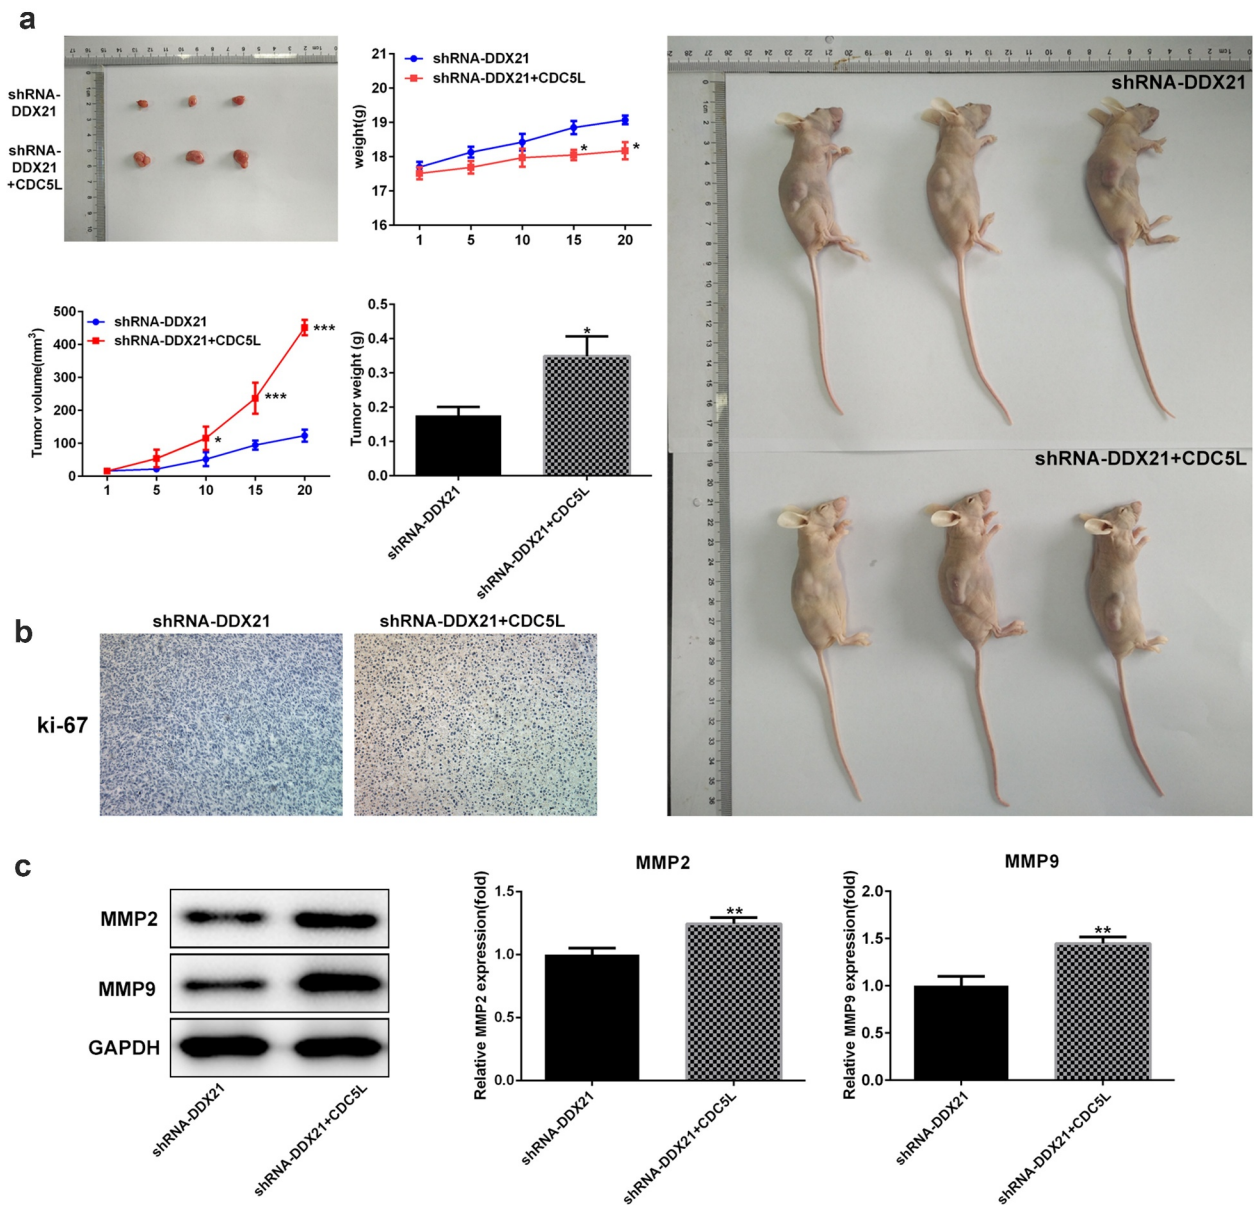 a
shRNA-
DDX21
shRNA-
DDX21
+CDC5L
weight(g)
21
20
19
18
17
16
1 5 10 15 20
shRNA-DDX21
shRNA-DDX21+CDC5L
*
*
Tumor volume(mm³)
500
400
300
200
100
0
1 5 10 15 20
shRNA-DDX21
shRNA-DDX21+CDC5L
*
***
***
Tumor weight (g)
0.5
0.4
0.3
0.2
0.1
0.0
*
shRNA-DDX21
shRNA-DDX21+CDC5L
shRNA-DDX21
shRNA-DDX21+CDC5L
b
shRNA-DDX21
shRNA-DDX21+CDC5L
ki-67
c
MMP2
MMP9
GAPDH
shRNA-DDX21
shRNA-DDX21+CDC5L
MMP2
Relative MMP2 expression(fold)
1.5
1.0
0.5
0.0
**
shRNA-DDX21
shRNA-DDX21+CDC5L
MMP9
Relative MMP9 expression(fold)
2.0
1.5
1.0
0.5
0.0
**
shRNA-DDX21
shRNA-DDX21+CDC5L